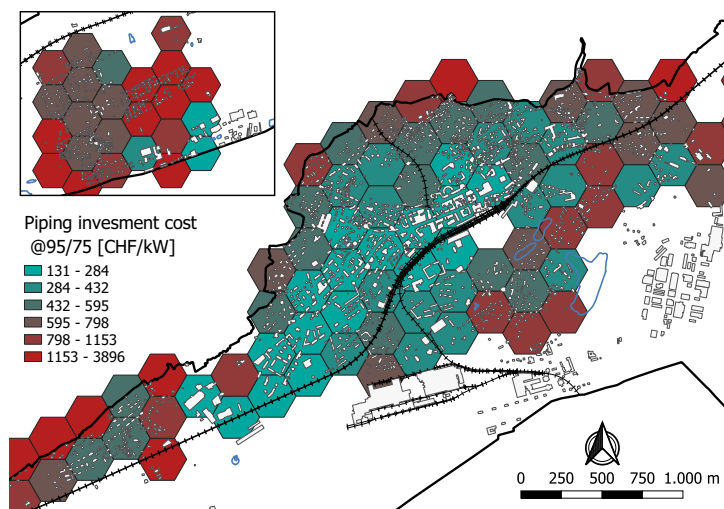 Piping invesment cost
@95/75 [CHF/kW]
131 - 284
284 - 432
432 - 595
595 - 798
798 - 1153
1153 - 3896
0 250 500 750 1.000 m